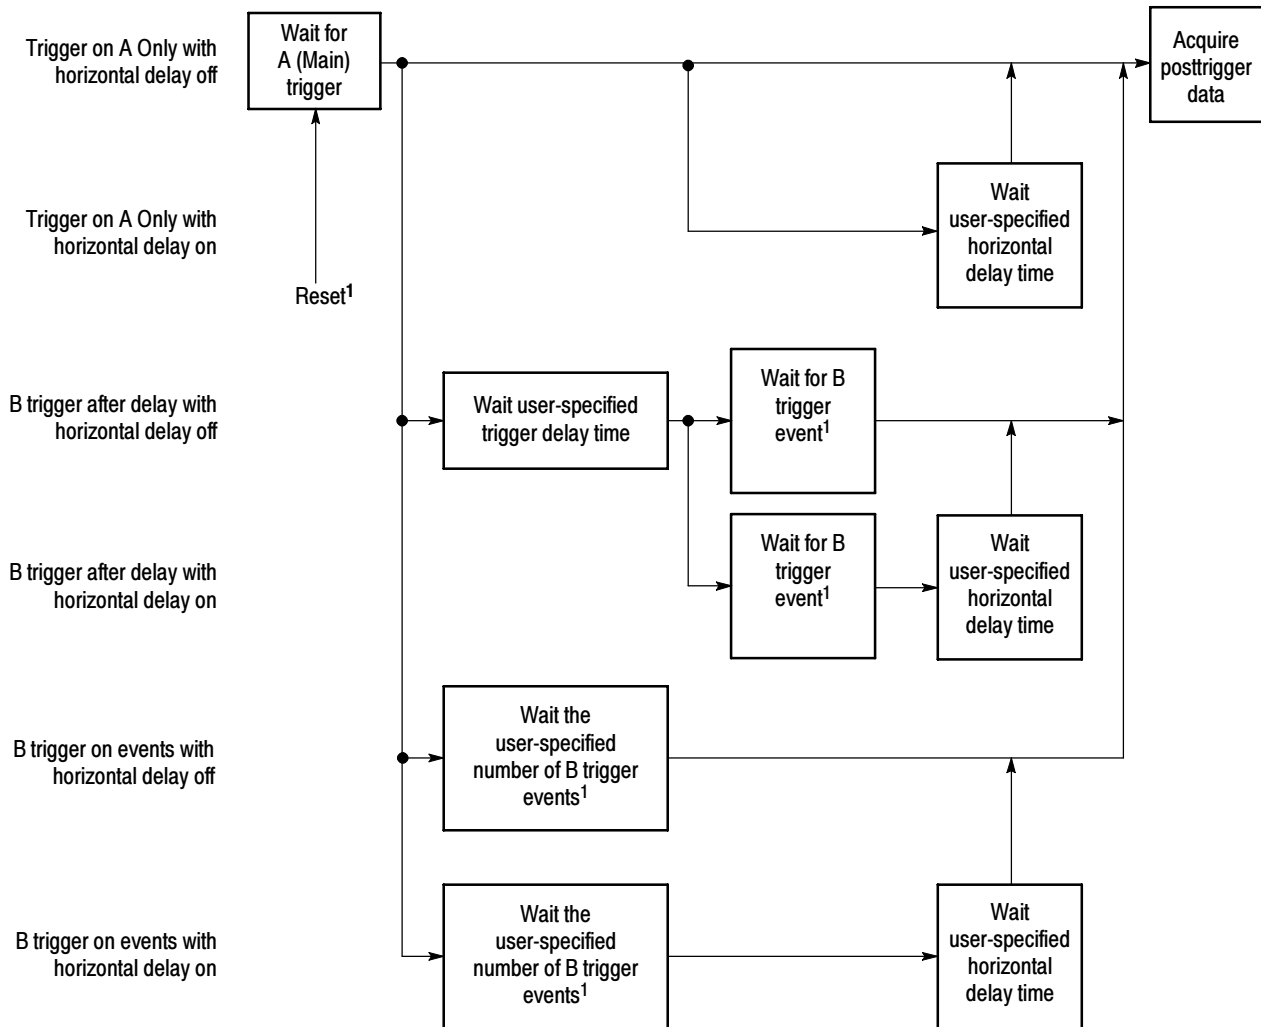 Trigger on A Only with
horizontal delay off
Wait for
A (Main)
trigger
Acquire
posttrigger
data
Trigger on A Only with
horizontal delay on
Wait
user-specified
horizontal
delay time
Reset1
B trigger after delay with
horizontal delay off
Wait user-specified
trigger delay time
Wait for B
trigger
event1
B trigger after delay with
horizontal delay on
Wait for B
trigger
event1
Wait
user-specified
horizontal
delay time
B trigger on events with
horizontal delay off
Wait the
user-specified
number of B trigger
events1
B trigger on events with
horizontal delay on
Wait the
user-specified
number of B trigger
events1
Wait
user-specified
horizontal
delay time